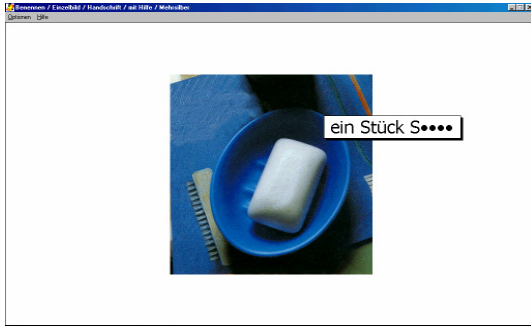 Benennen / Einzelbild / Handschrift / mit Hilfe / Mehrsilber
Optionen Hilfe
ein Stück S●●●●